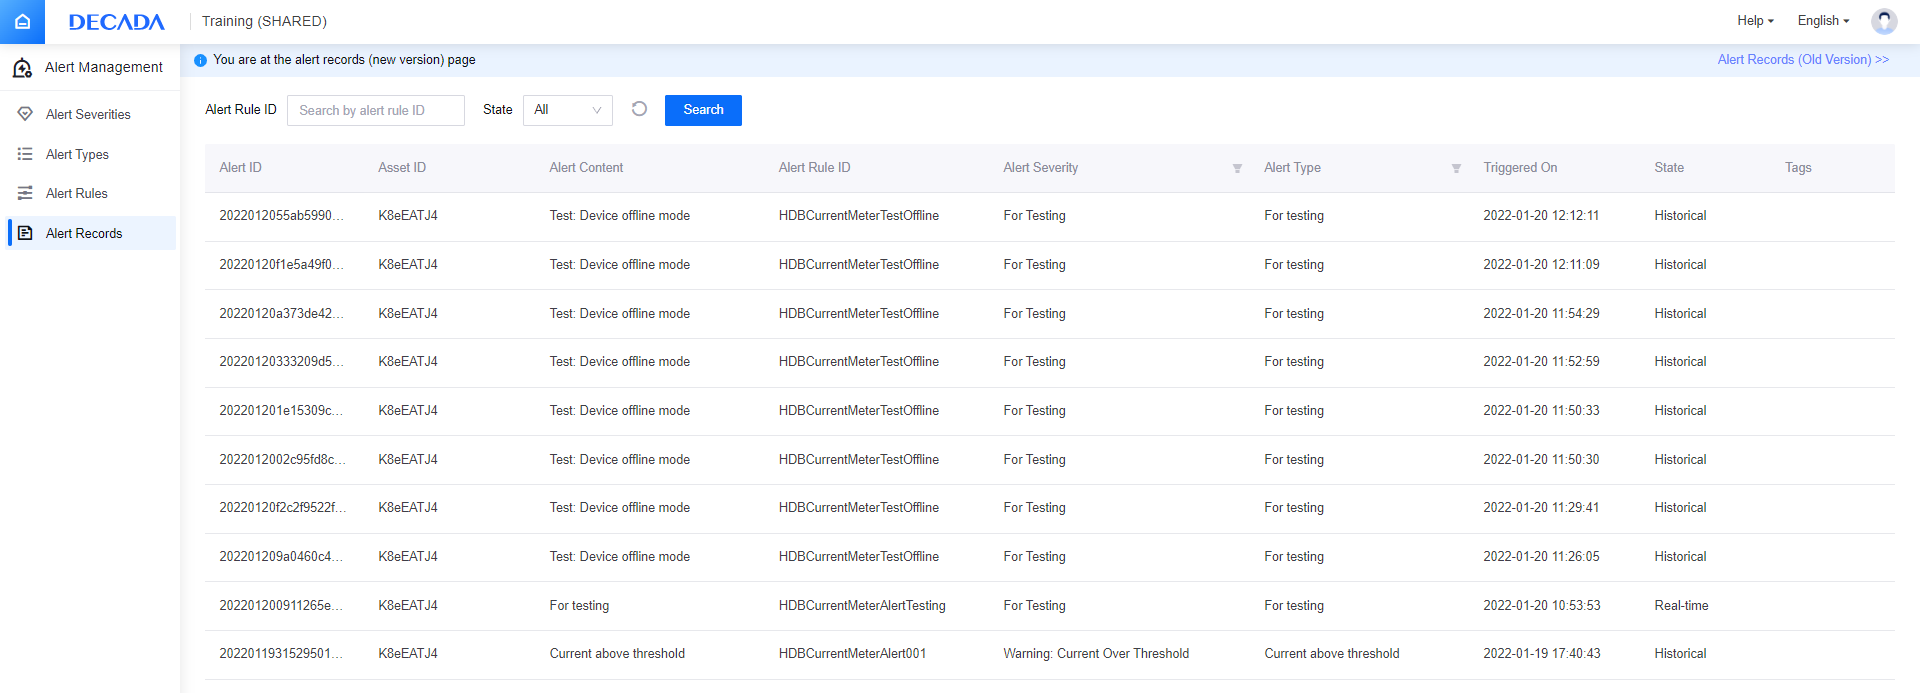 DECADA Training (SHARED) Help English
Alert Management
You are at the alert records (new version) page Alert Records (Old Version) >>
Alert Severities
Alert Types
Alert Rules
Alert Records
Alert Rule ID Search by alert rule ID State All Search
Alert ID Asset ID Alert Content Alert Rule ID Alert Severity Alert Type Triggered On State Tags
2022012055ab5990... K8eEATJ4 Test: Device offline mode HDBCurrentMeterTestOffline For Testing For testing 2022-01-20 12:12:11 Historical
20220120f1e5a49f0... K8eEATJ4 Test: Device offline mode HDBCurrentMeterTestOffline For Testing For testing 2022-01-20 12:11:09 Historical
20220120a373de42... K8eEATJ4 Test: Device offline mode HDBCurrentMeterTestOffline For Testing For testing 2022-01-20 11:54:29 Historical
20220120333209d5... K8eEATJ4 Test: Device offline mode HDBCurrentMeterTestOffline For Testing For testing 2022-01-20 11:52:59 Historical
202201201e15309c... K8eEATJ4 Test: Device offline mode HDBCurrentMeterTestOffline For Testing For testing 2022-01-20 11:50:33 Historical
2022012002c95fd8c... K8eEATJ4 Test: Device offline mode HDBCurrentMeterTestOffline For Testing For testing 2022-01-20 11:50:30 Historical
20220120f2c2f9522f... K8eEATJ4 Test: Device offline mode HDBCurrentMeterTestOffline For Testing For testing 2022-01-20 11:29:41 Historical
202201209a0460c4... K8eEATJ4 Test: Device offline mode HDBCurrentMeterTestOffline For Testing For testing 2022-01-20 11:26:05 Historical
202201200911265e... K8eEATJ4 For testing HDBCurrentMeterAlertTesting For Testing For testing 2022-01-20 10:53:53 Real-time
2022011931529501... K8eEATJ4 Current above threshold HDBCurrentMeterAlert001 Warning: Current Over Threshold Current above threshold 2022-01-19 17:40:43 Historical